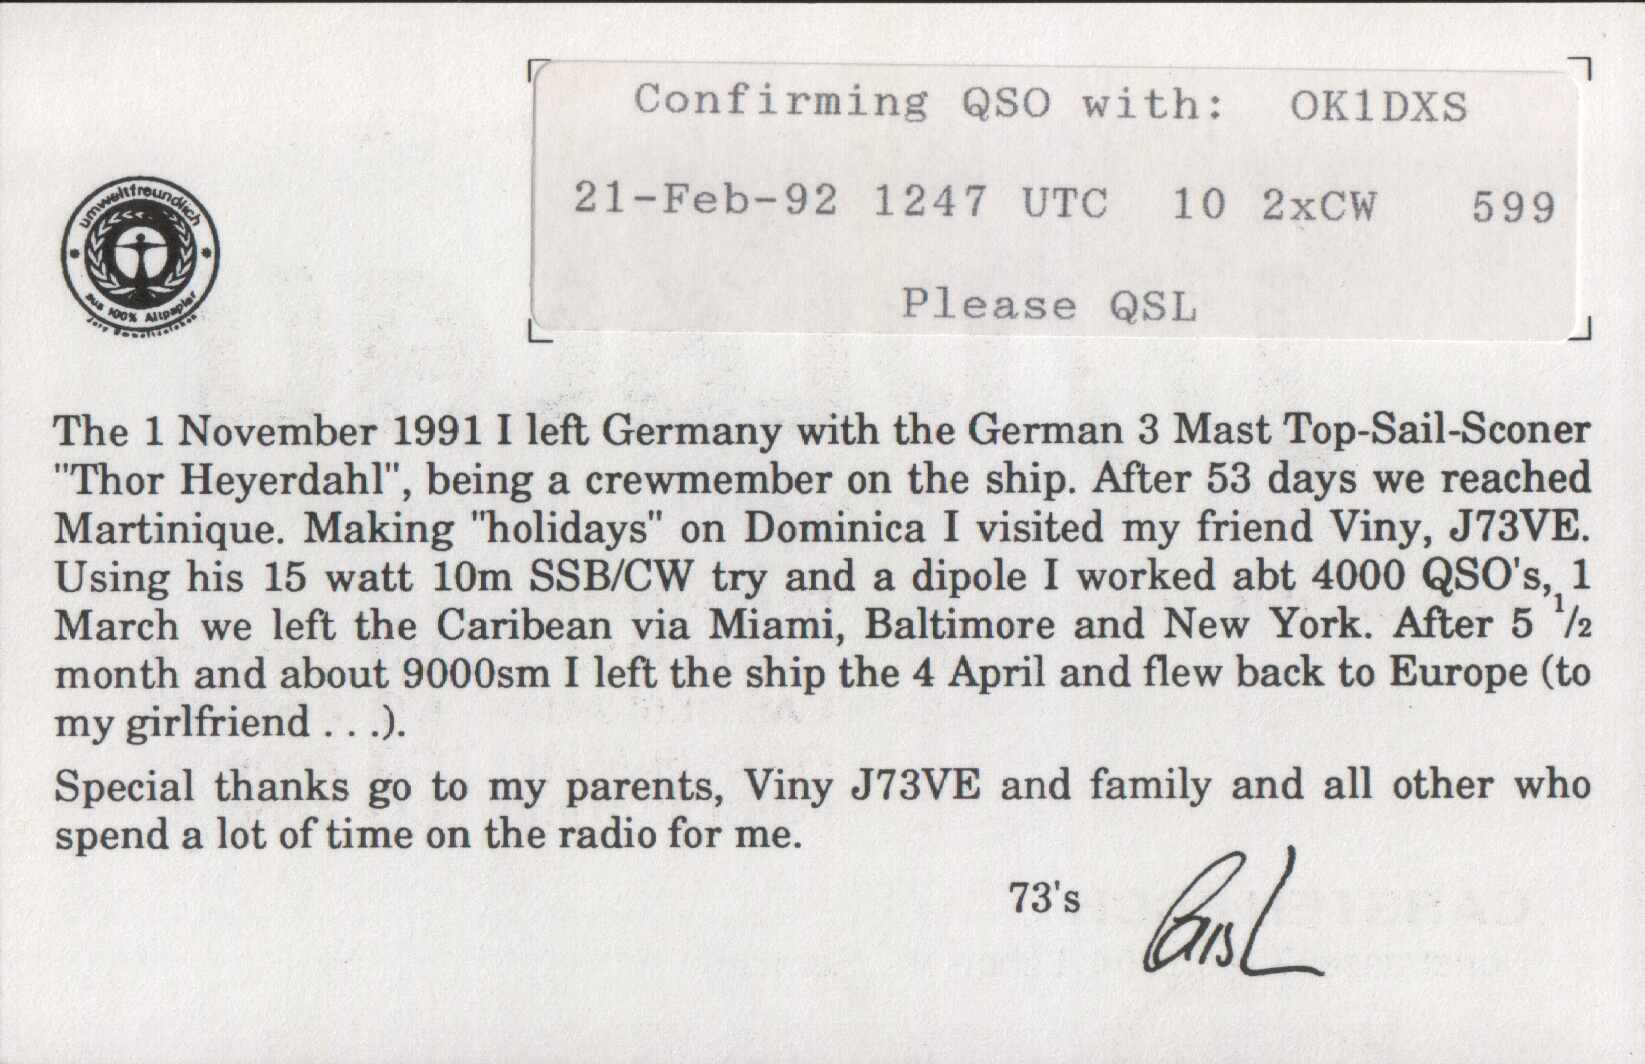 Confirming QSO with: OK1DXS
21-Feb-92 1247 UTC 10 2xCW 599
Please QSL
umweltfreundlich
aus 100% Altpapier
The 1 November 1991 I left Germany with the German 3 Mast Top-Sail-Sconer
"Thor Heyerdahl", being a crewmember on the ship. After 53 days we reached
Martinique. Making "holidays" on Dominica I visited my friend Viny, J73VE.
Using his 15 watt 10m SSB/CW try and a dipole I worked abt 4000 QSO's, 1
March we left the Caribean via Miami, Baltimore and New York. After 5 1/2
month and about 9000sm I left the ship the 4 April and flew back to Europe (to
my girlfriend . . .).
Special thanks go to my parents, Viny J73VE and family and all other who
spend a lot of time on the radio for me.
73's